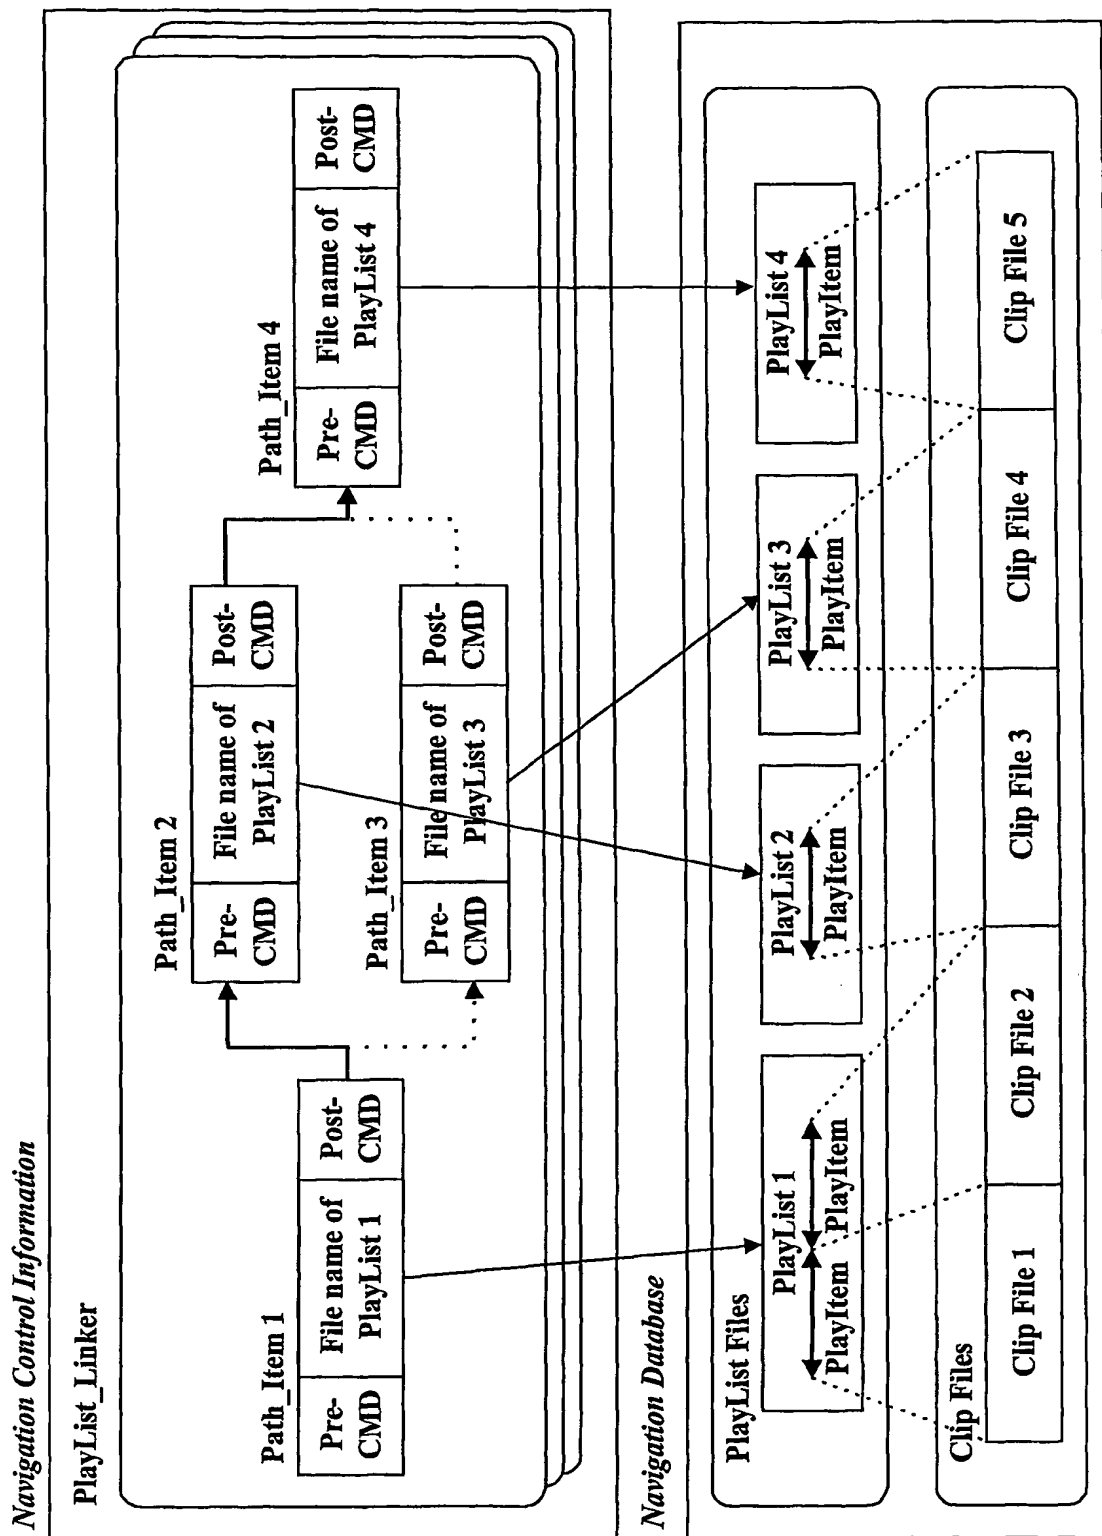 Navigation Control Information
PlayList_Linker
Path_Item 1
Pre-
CMD
File name of
PlayList 1
Post-
CMD
Path_Item 2
Pre-
CMD
File name of
PlayList 2
Post-
CMD
Path_Item 3
Pre-
CMD
File name of
PlayList 3
Post-
CMD
Path_Item 4
Pre-
CMD
File name of
PlayList 4
Post-
CMD
Navigation Database
PlayList Files
PlayList 1
PlayItem PlayItem
PlayList 2
PlayItem
PlayList 3
PlayItem
PlayList 4
PlayItem
Clip Files
Clip File 1
Clip File 2
Clip File 3
Clip File 4
Clip File 5